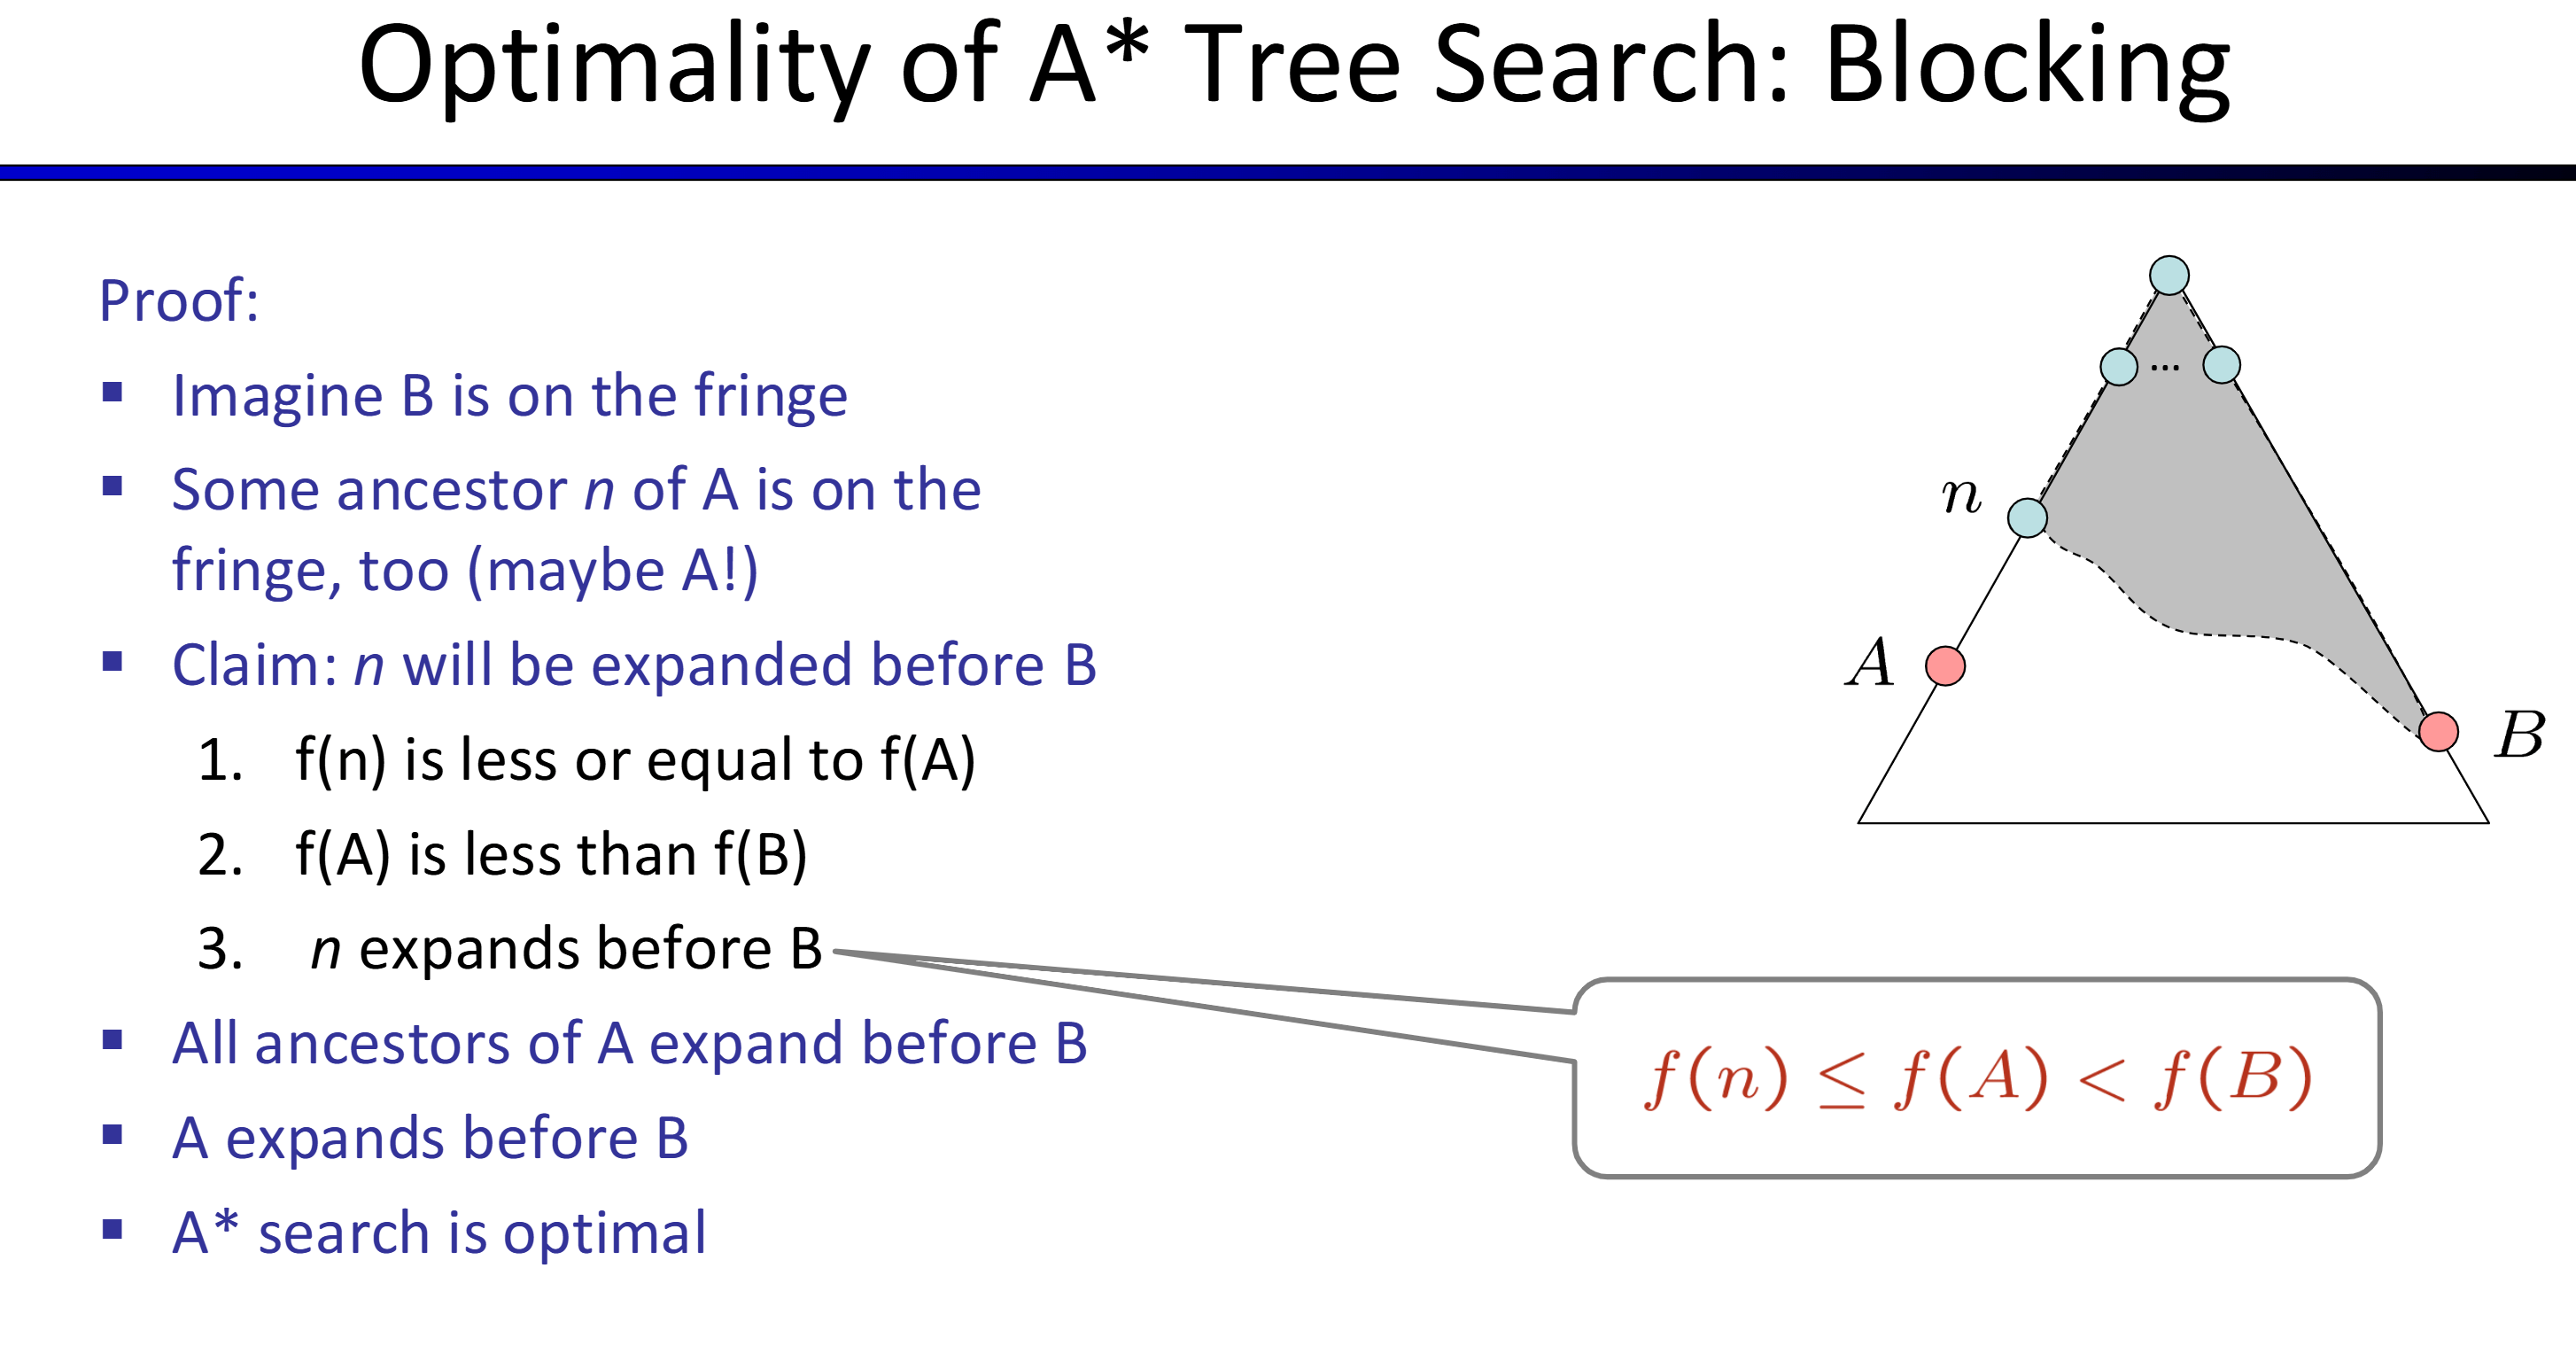 Optimality of A* Tree Search: Blocking
Proof:
▪ Imagine B is on the fringe
▪ Some ancestor n of A is on the
fringe, too (maybe A!)
▪ Claim: n will be expanded before B
1. f(n) is less or equal to f(A)
2. f(A) is less than f(B)
3. n expands before B
▪ All ancestors of A expand before B
▪ A expands before B
▪ A* search is optimal
...
n
A
B
f(n) ≤ f(A) < f(B)